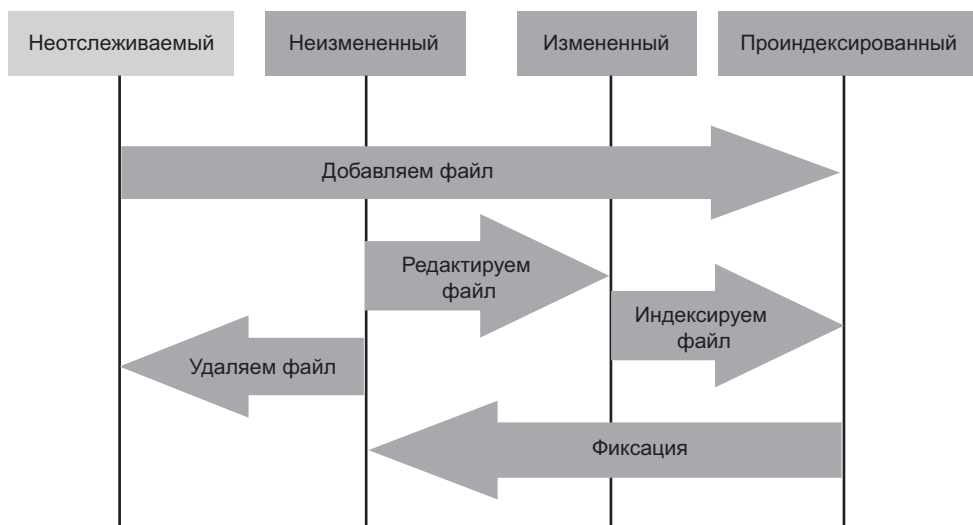 Неотслеживаемый
Неизмененный
Измененный
Проиндексированный
Добавляем файл
Редактируем
файл
Индексируем
файл
Удаляем файл
Фиксация